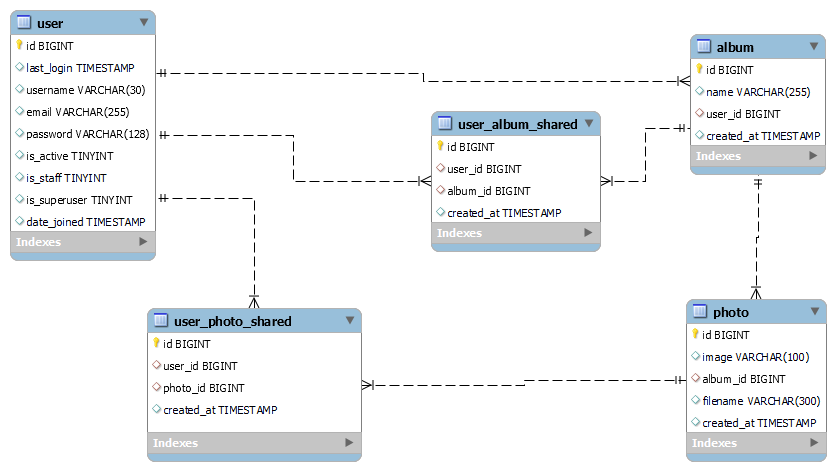 user
id BIGINT
last_login TIMESTAMP
username VARCHAR(30)
email VARCHAR(255)
password VARCHAR(128)
is_active TINYINT
is_staff TINYINT
is_superuser TINYINT
date_joined TIMESTAMP
Indexes
album
id BIGINT
name VARCHAR(255)
user_id BIGINT
created_at TIMESTAMP
Indexes
user_album_shared
id BIGINT
user_id BIGINT
album_id BIGINT
created_at TIMESTAMP
Indexes
user_photo_shared
id BIGINT
user_id BIGINT
photo_id BIGINT
created_at TIMESTAMP
Indexes
photo
id BIGINT
image VARCHAR(100)
album_id BIGINT
filename VARCHAR(300)
created_at TIMESTAMP
Indexes